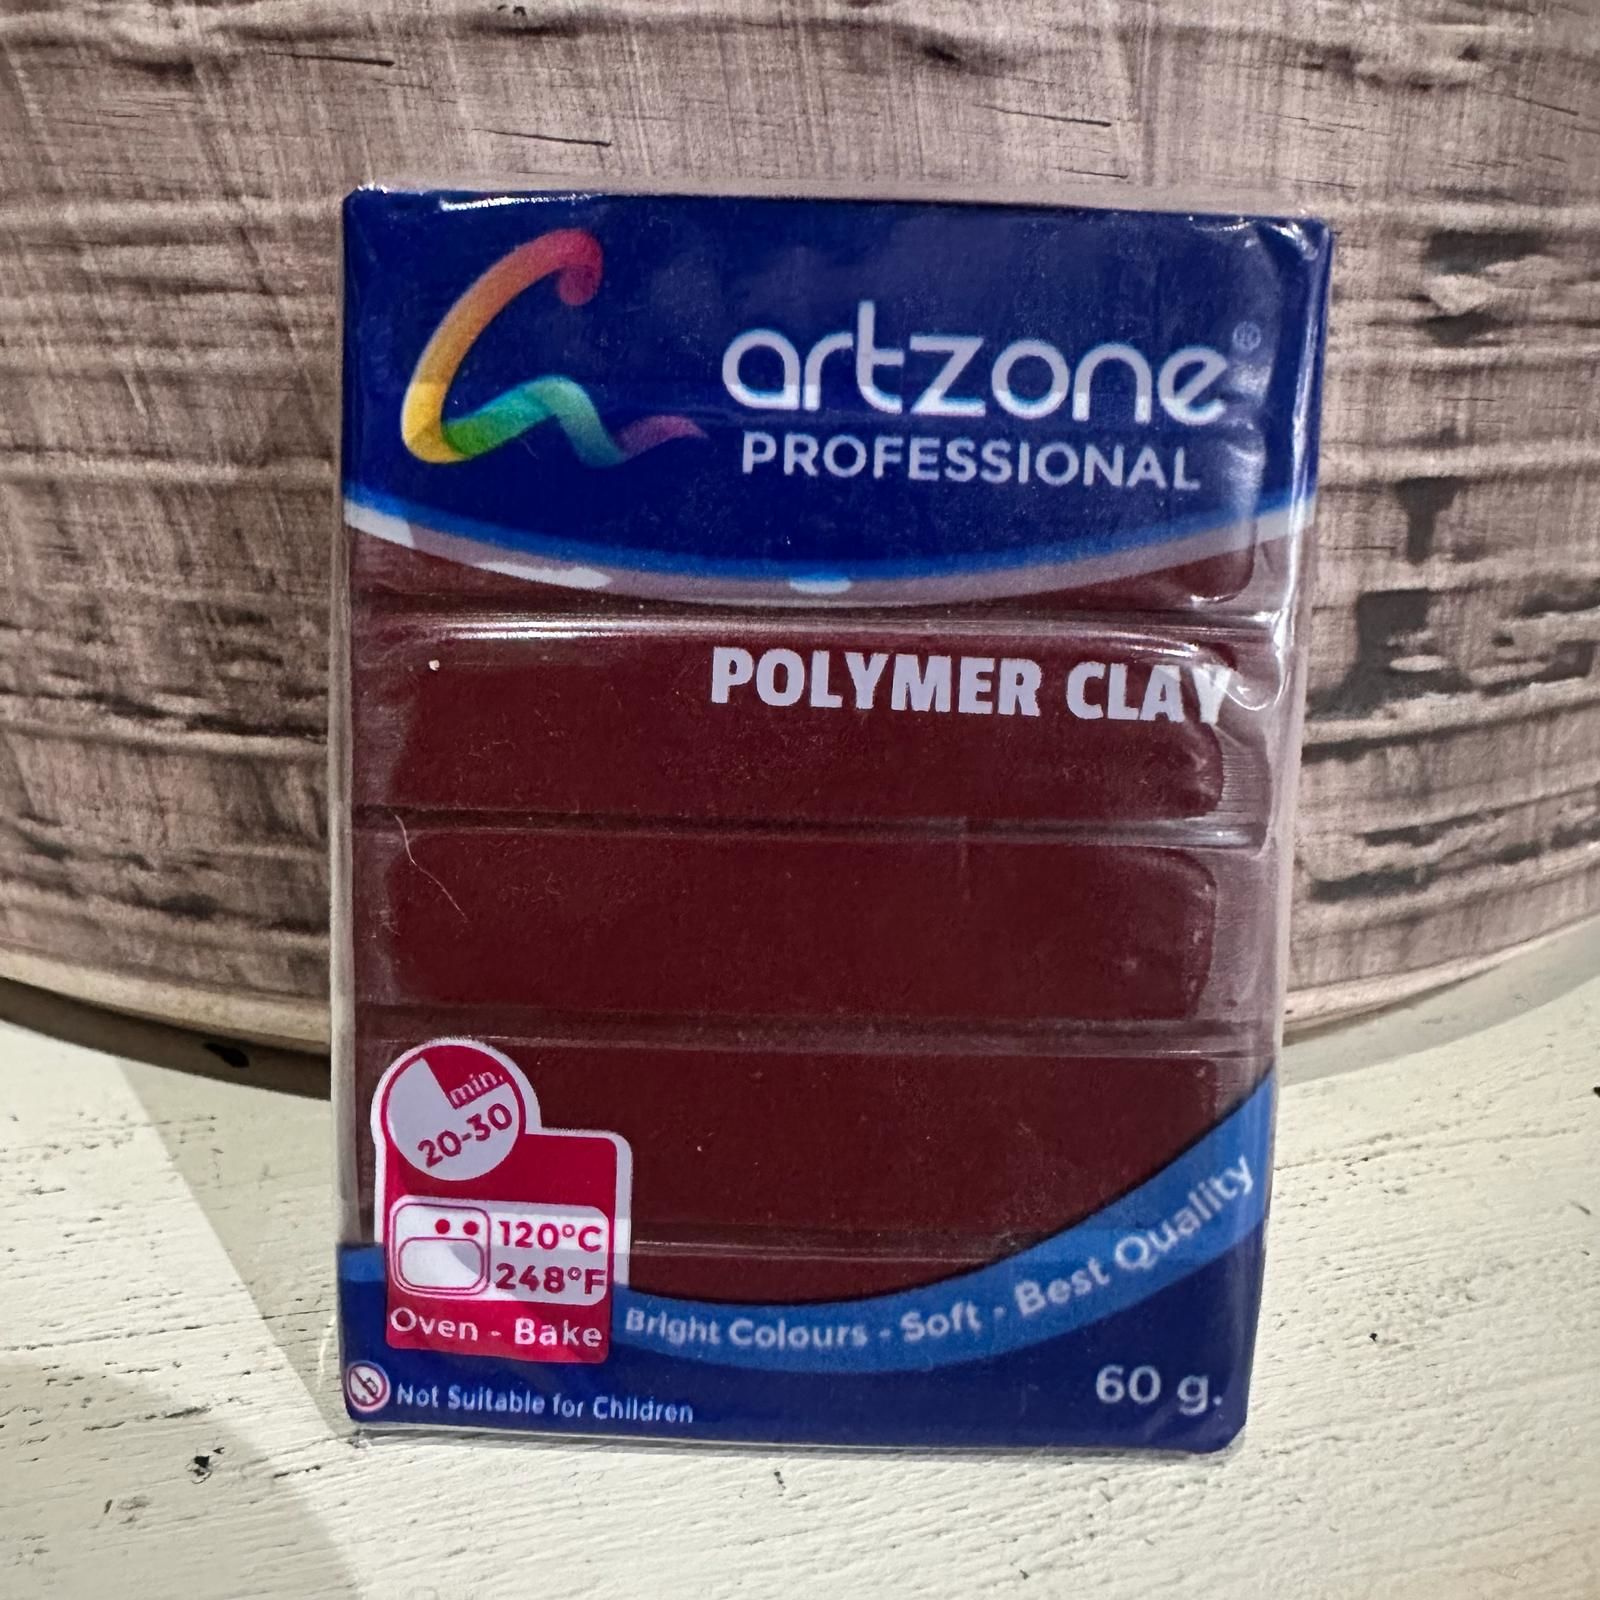 artzone®
PROFESSIONAL
POLYMER CLAY
min.
20-30
120°C
248°F
Oven - Bake
Bright Colours - Soft - Best Quality
Not Suitable for Children
60 g.